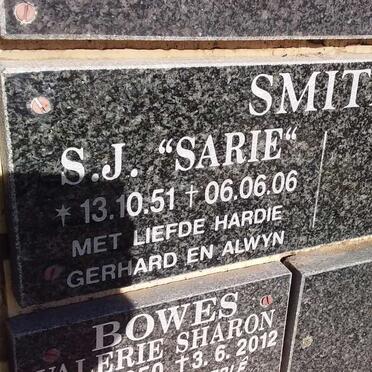 SMIT
S.J. "SARIE"
* 13.10.51 † 06.06.06
MET LIEFDE HARDIE
GERHARD EN ALWYN
BOWES
VALERIE SHARON
50 † 3.6.2012